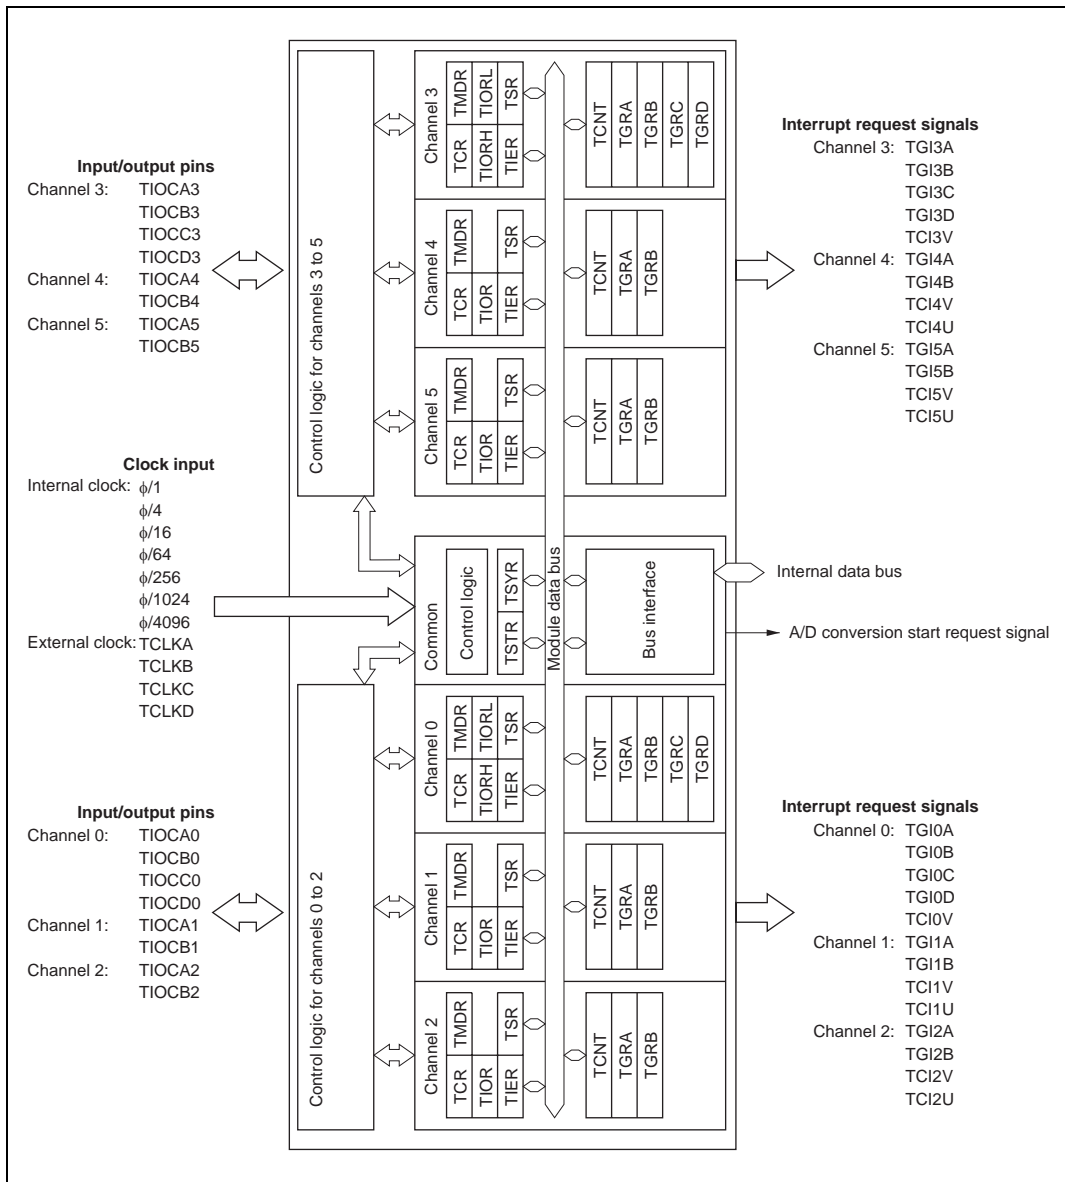 Input/output pins
Channel 3: TIOCA3
TIOCB3
TIOCC3
TIOCD3
Channel 4: TIOCA4
TIOCB4
Channel 5: TIOCA5
TIOCB5
Clock input
Internal clock: ϕ/1
ϕ/4
ϕ/16
ϕ/64
ϕ/256
ϕ/1024
ϕ/4096
External clock: TCLKA
TCLKB
TCLKC
TCLKD
Input/output pins
Channel 0: TIOCA0
TIOCB0
TIOCC0
TIOCD0
Channel 1: TIOCA1
TIOCB1
Channel 2: TIOCA2
TIOCB2
Control logic for channels 3 to 5
Control logic for channels 0 to 2
Channel 3
TCR TMDR
TIORH TIORL
TIER TSR
TCNT
TGRA
TGRB
TGRC
TGRD
Channel 4
TCR TMDR
TIOR
TIER TSR
TCNT
TGRA
TGRB
Channel 5
TCR TMDR
TIOR
TIER TSR
TCNT
TGRA
TGRB
Common
Control logic
TSTR TSYR
Module data bus
Bus interface
Channel 0
TCR TMDR
TIORH TIORL
TIER TSR
TCNT
TGRA
TGRB
TGRC
TGRD
Channel 1
TCR TMDR
TIOR
TIER TSR
TCNT
TGRA
TGRB
Channel 2
TCR TMDR
TIOR
TIER TSR
TCNT
TGRA
TGRB
Interrupt request signals
Channel 3: TGI3A
TGI3B
TGI3C
TGI3D
TCI3V
Channel 4: TGI4A
TGI4B
TCI4V
TCI4U
Channel 5: TGI5A
TGI5B
TCI5V
TCI5U
Internal data bus
A/D conversion start request signal
Interrupt request signals
Channel 0: TGI0A
TGI0B
TGI0C
TGI0D
TCI0V
Channel 1: TGI1A
TGI1B
TCI1V
TCI1U
Channel 2: TGI2A
TGI2B
TCI2V
TCI2U